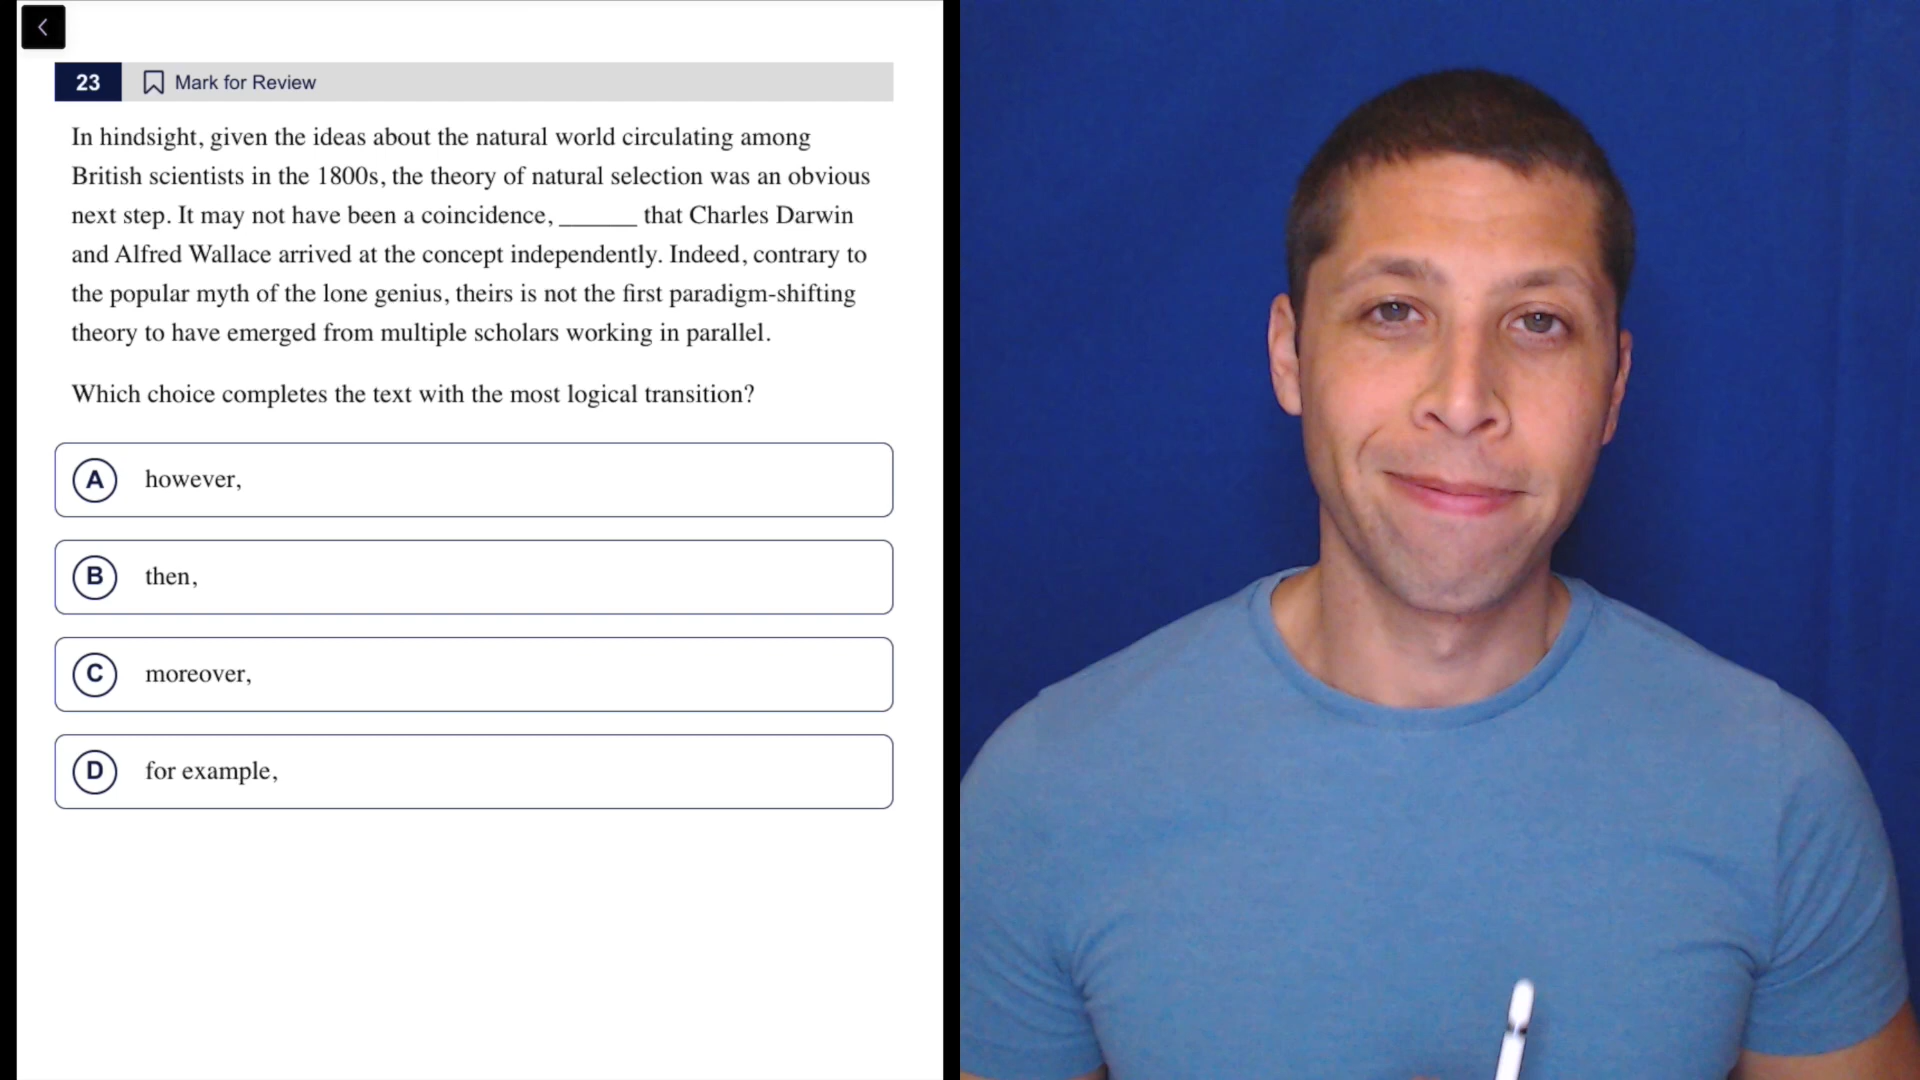 23 Mark for Review
In hindsight, given the ideas about the natural world circulating among
British scientists in the 1800s, the theory of natural selection was an obvious
next step. It may not have been a coincidence, ______ that Charles Darwin
and Alfred Wallace arrived at the concept independently. Indeed, contrary to
the popular myth of the lone genius, theirs is not the first paradigm-shifting
theory to have emerged from multiple scholars working in parallel.
Which choice completes the text with the most logical transition?
A however,
B then,
C moreover,
D for example,